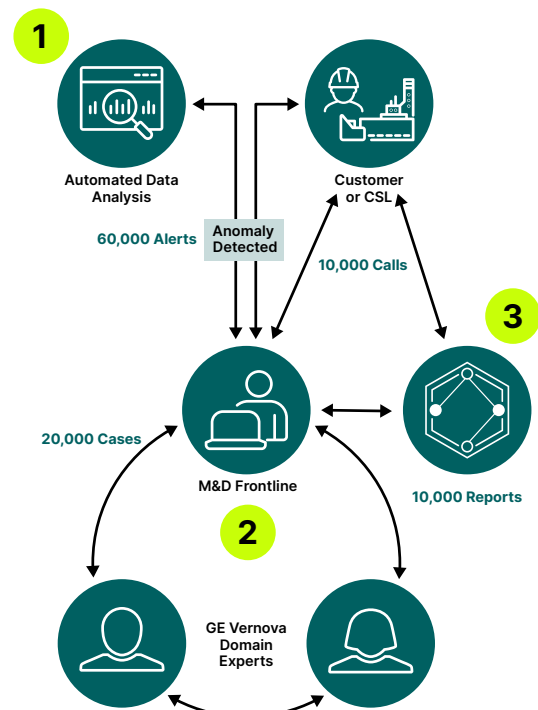 1
Automated Data
Analysis
Customer
or CSL
60,000 Alerts
Anomaly
Detected
10,000 Calls
3
20,000 Cases
M&D Frontline
10,000 Reports
2
GE Vernova
Domain
Experts